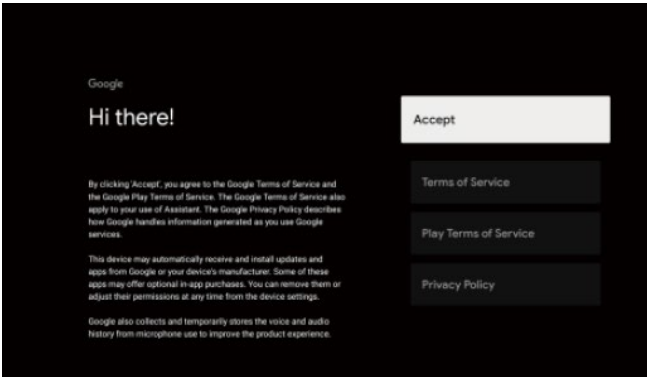 Google
Hi there!
Accept
By clicking 'Accept', you agree to the Google Terms of Service and
the Google Play Terms of Service. The Google Terms of Service also
apply to your use of Assistant. The Google Privacy Policy describes
how Google handles information generated as you use Google
services.
This device may automatically receive and install updates and
apps from Google or your device's manufacturer. Some of these
apps may offer optional in-app purchases. You can remove them or
adjust their permissions at any time from the device settings.
Google also collects and temporarily stores the voice and audio
history from microphone use to improve the product experience.
Terms of Service
Play Terms of Service
Privacy Policy